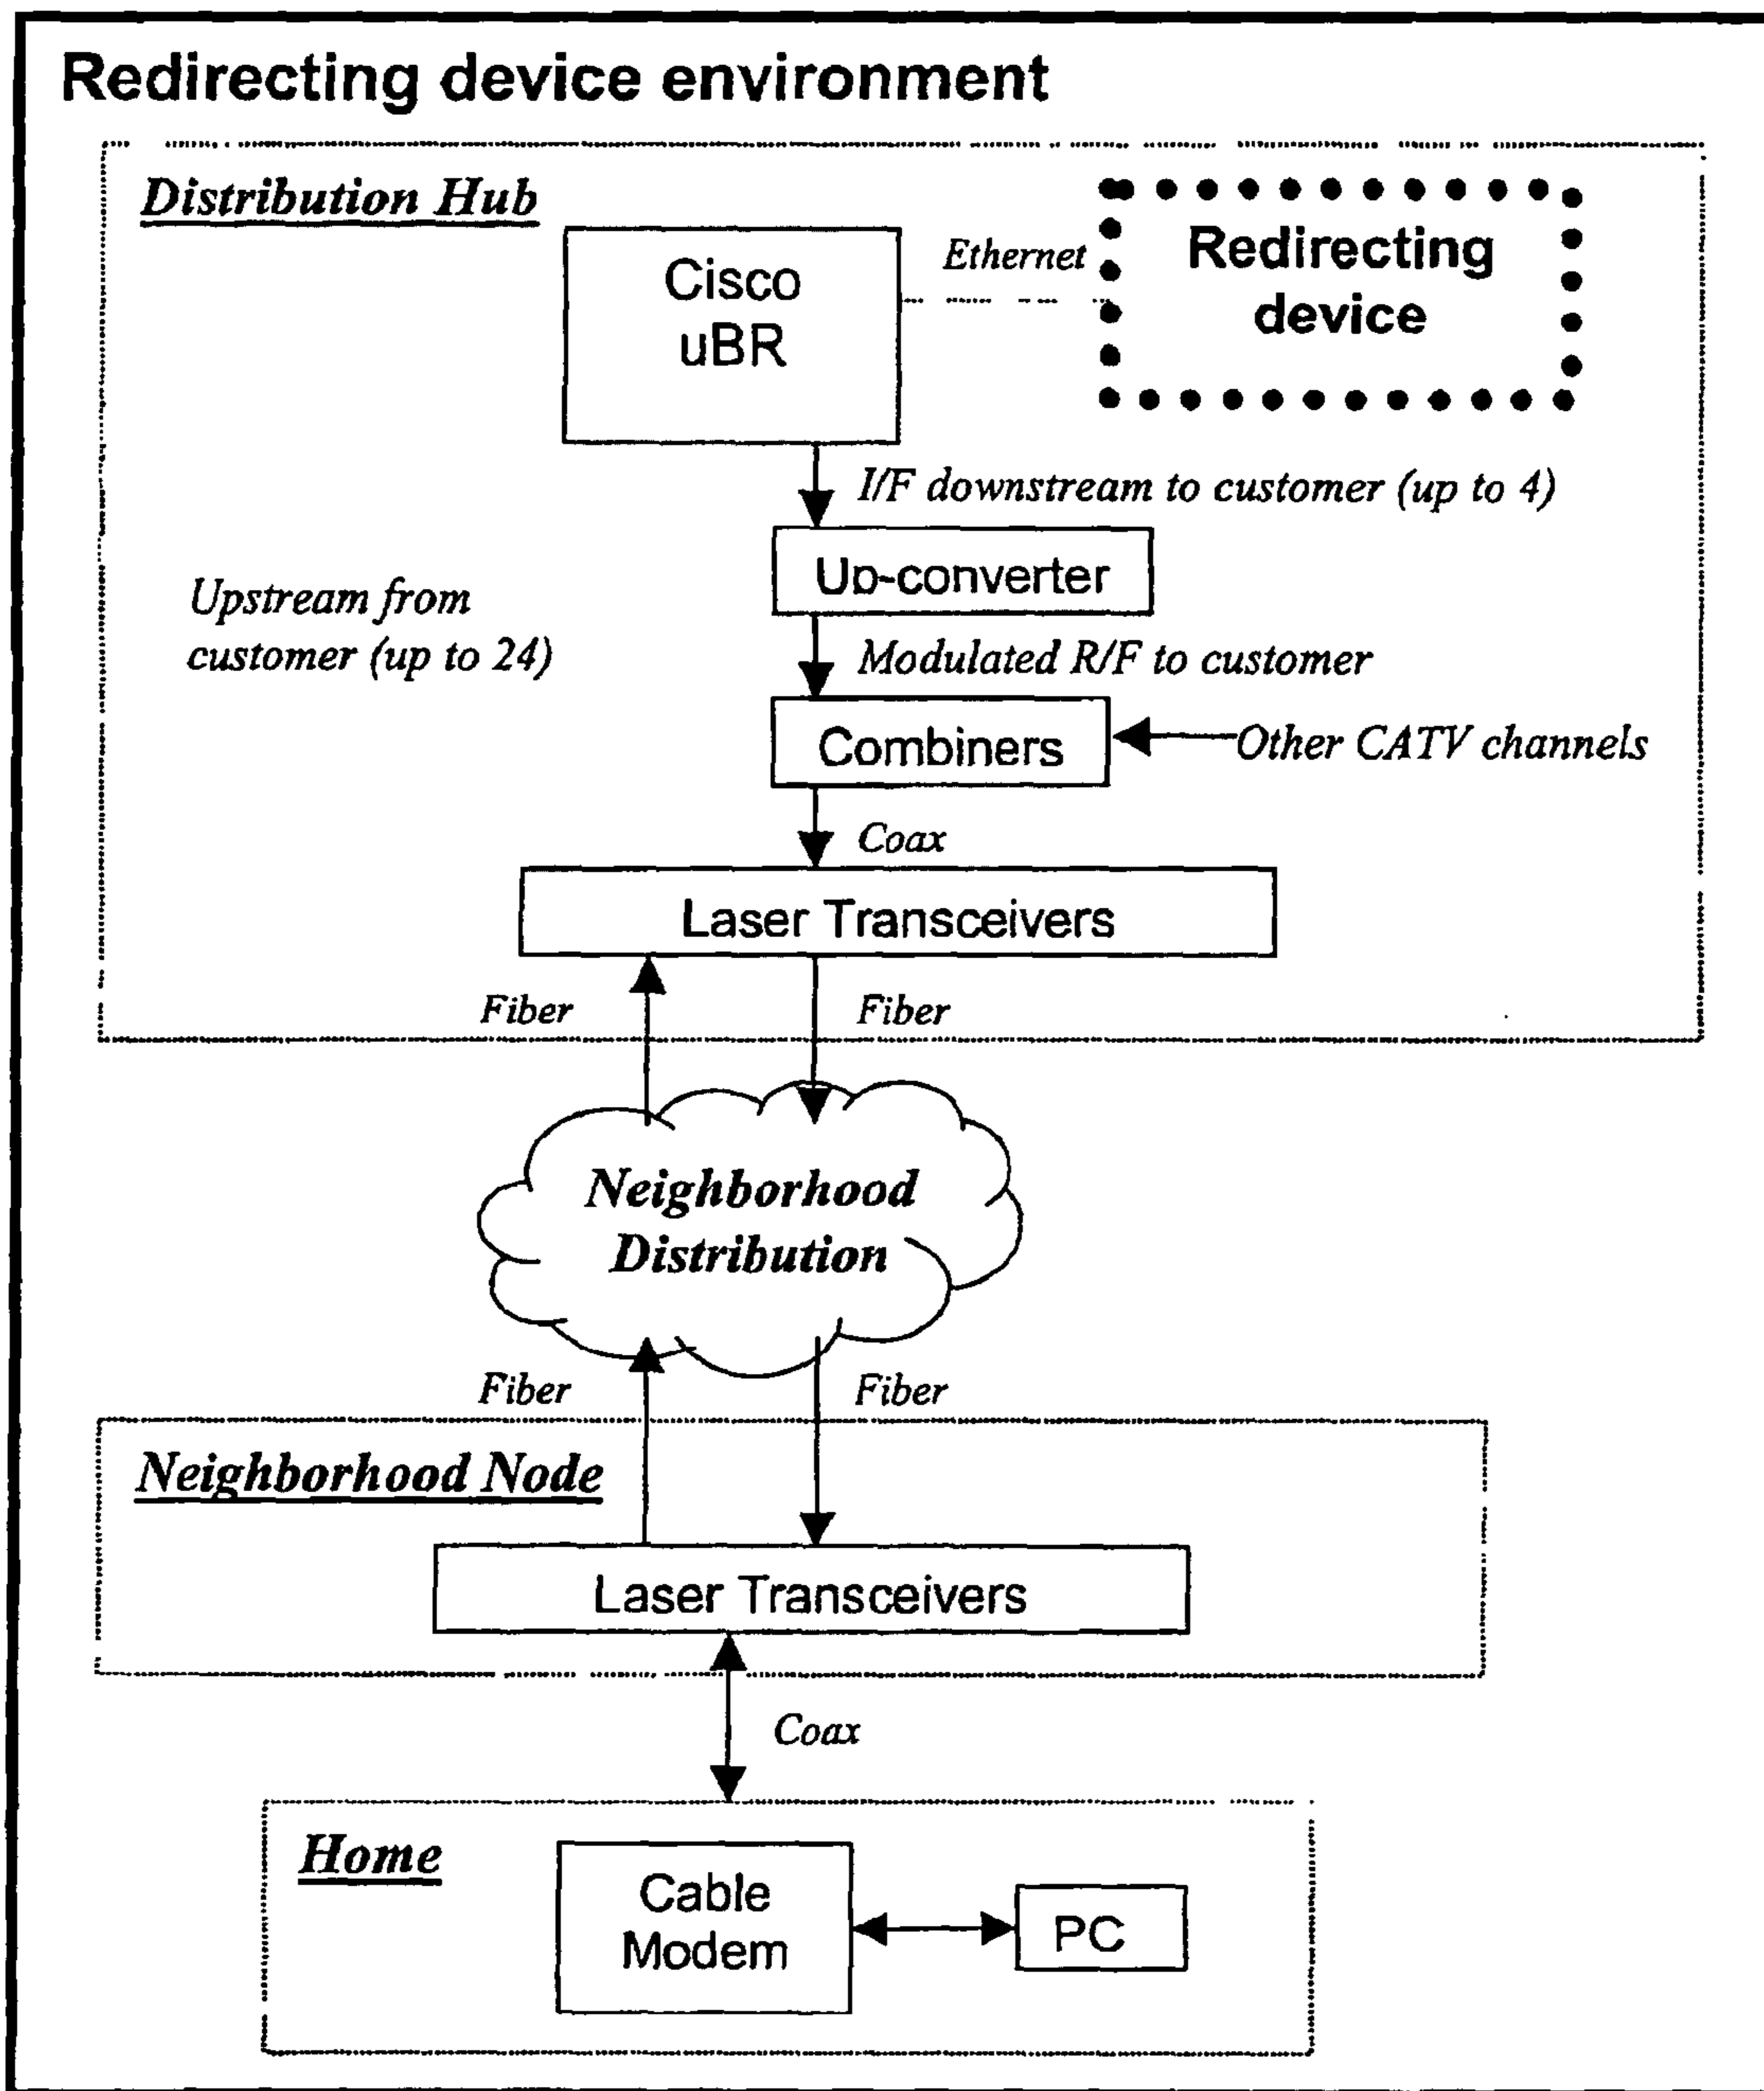 Redirecting device environment
Distribution Hub
Cisco
uBR
Ethernet
Redirecting
device
I/F downstream to customer (up to 4)
Up-converter
Upstream from
customer (up to 24)
Modulated R/F to customer
Combiners
Other CATV channels
Coax
Laser Transceivers
Fiber
Fiber
Neighborhood
Distribution
Fiber
Fiber
Neighborhood Node
Laser Transceivers
Coax
Home
Cable
Modem
PC